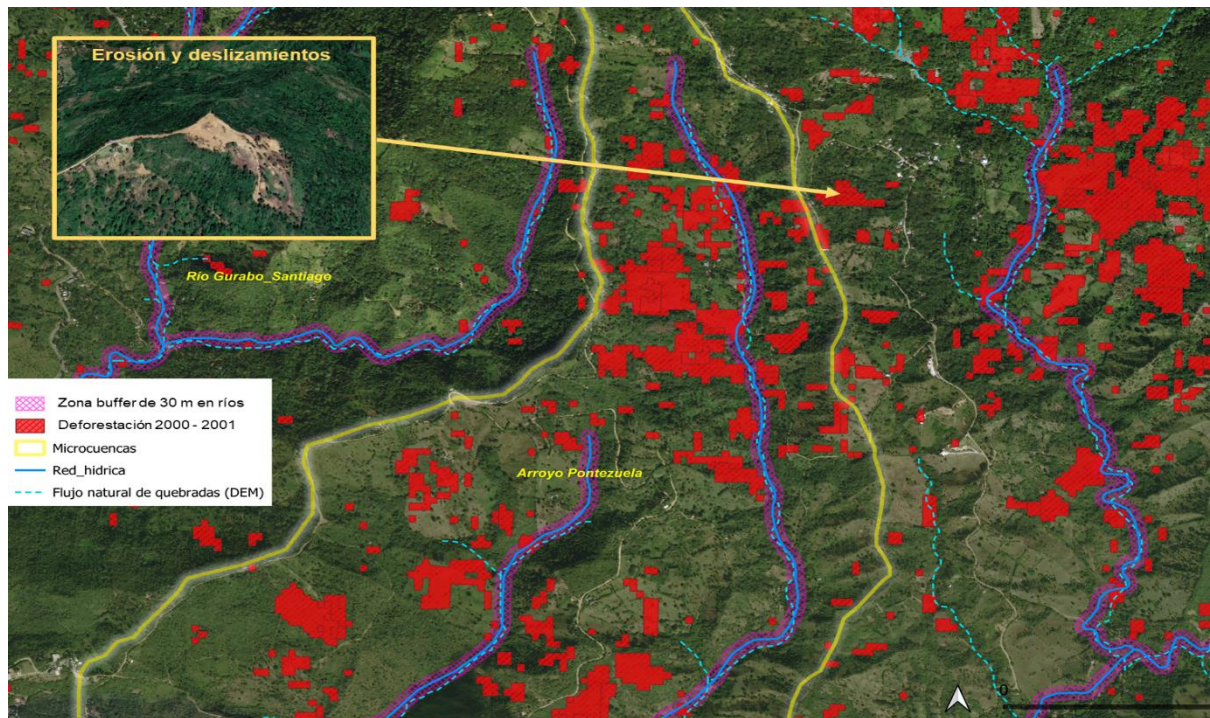 Erosión y deslizamientos
Río Gurabo_Santiago
Zona buffer de 30 m en ríos
Deforestación 2000 - 2001
Microcuencas
Red_hidrica
Flujo natural de quebradas (DEM)
Arroyo Pontezuela
0